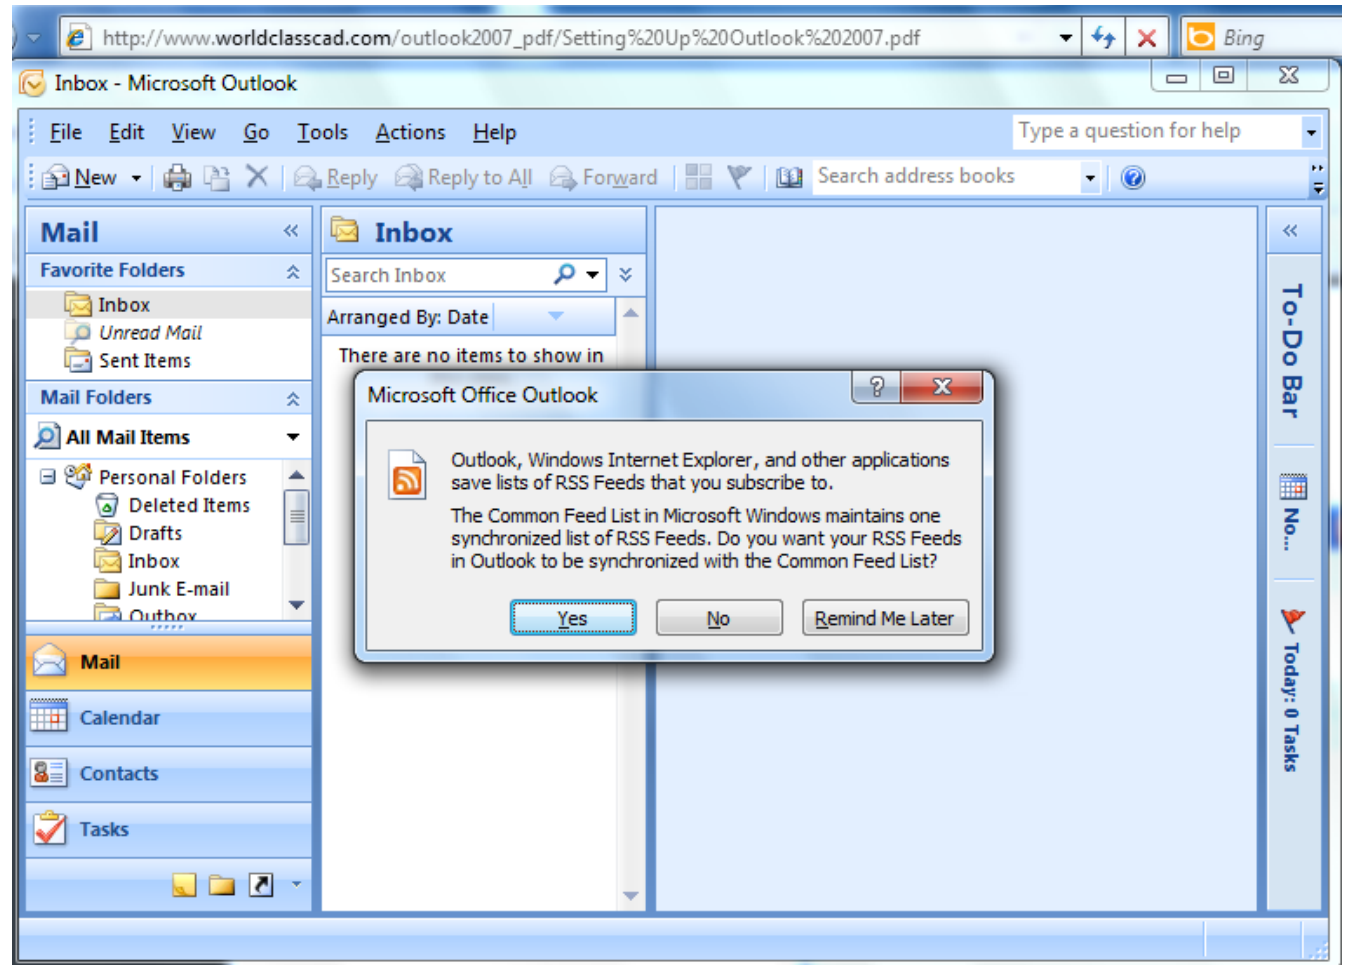 http://www.worldclasscad.com/outlook2007_pdf/Setting%20Up%20Outlook%202007.pdf
Bing
Inbox - Microsoft Outlook
File Edit View Go Tools Actions Help
Type a question for help
New Reply Reply to All Forward Search address books
Mail
Favorite Folders
Inbox
Unread Mail
Sent Items
Mail Folders
All Mail Items
Personal Folders
Deleted Items
Drafts
Inbox
Junk E-mail
Outbox
Mail
Calendar
Contacts
Tasks
Inbox
Search Inbox
Arranged By: Date
There are no items to show in
Microsoft Office Outlook
Outlook, Windows Internet Explorer, and other applications
save lists of RSS Feeds that you subscribe to.
The Common Feed List in Microsoft Windows maintains one
synchronized list of RSS Feeds. Do you want your RSS Feeds
in Outlook to be synchronized with the Common Feed List?
Yes No Remind Me Later
To-Do Bar
No...
Today: 0 Tasks